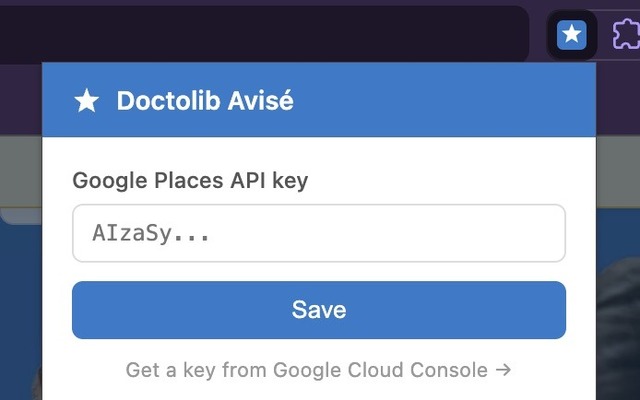 Doctolib Avisé
Google Places API key
AIzaSy...
Save
Get a key from Google Cloud Console →